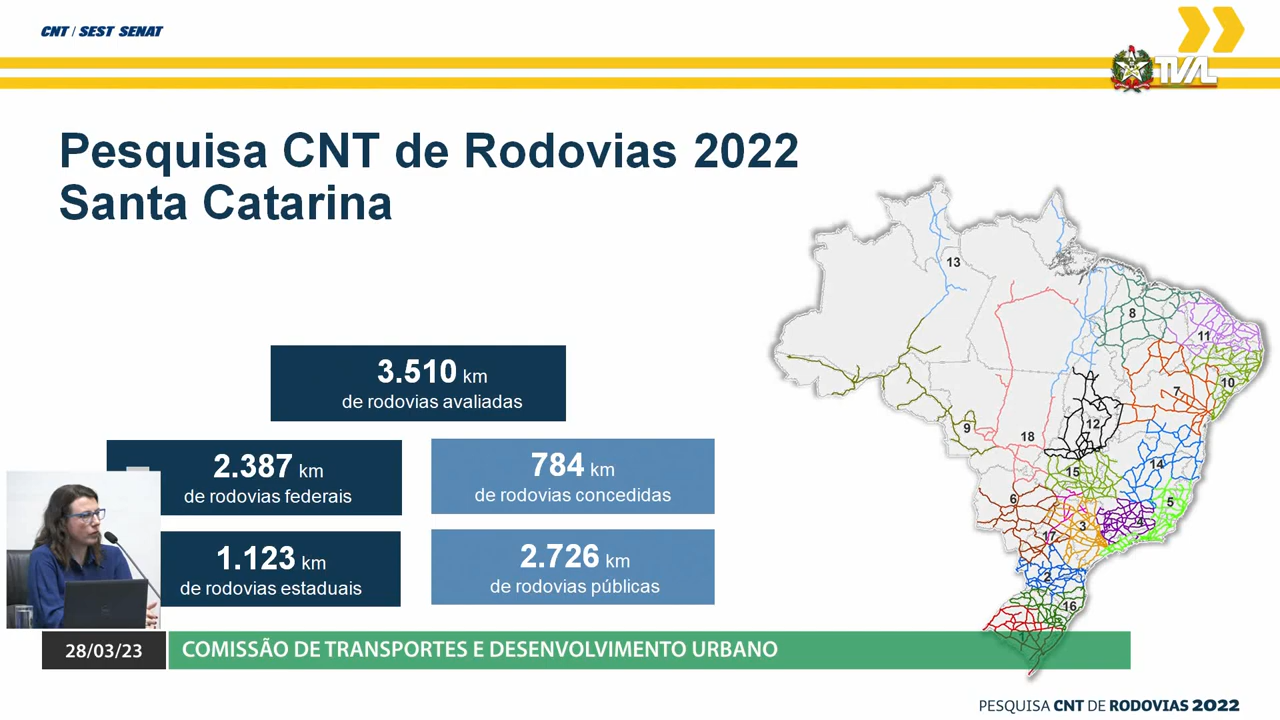 CNT / SEST SENAT
TVAL
Pesquisa CNT de Rodovias 2022
Santa Catarina
3.510 km
de rodovias avaliadas
2.387 km
de rodovias federais
784 km
de rodovias concedidas
1.123 km
de rodovias estaduais
2.726 km
de rodovias públicas
13
8
11
10
7
9
18
12
15
14
6
5
3
4
17
2
16
1
28/03/23
COMISSÃO DE TRANSPORTES E DESENVOLVIMENTO URBANO
PESQUISA CNT DE RODOVIAS 2022